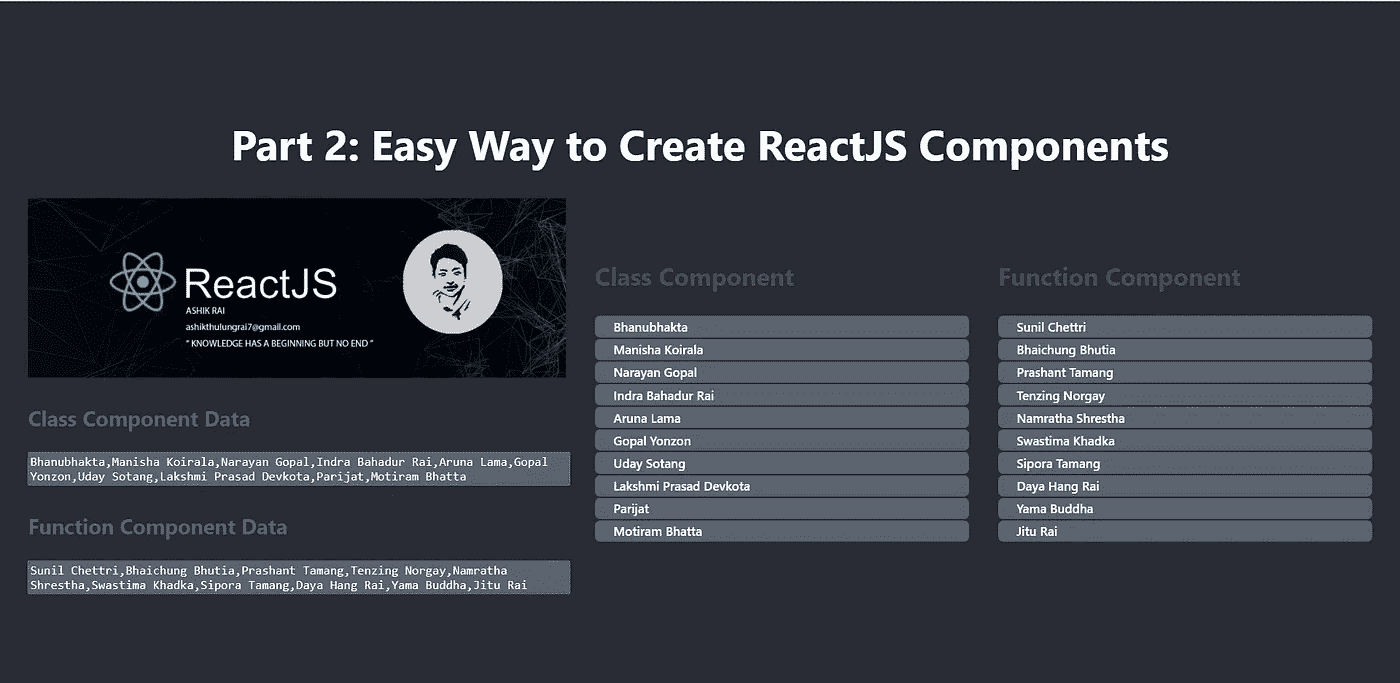 Part 2: Easy Way to Create ReactJS Components
ReactJS
ASHIK RAI
ashikthulungrai7@gmail.com
“ KNOWLEDGE HAS A BEGINNING BUT NO END ”
Class Component Data
Bhanubhakta,Manisha Koirala,Narayan Gopal,Indra Bahadur Rai,Aruna Lama,Gopal
Yonzon,Uday Sotang,Lakshmi Prasad Devkota,Parijat,Motiram Bhatta
Function Component Data
Sunil Chettri,Bhaichung Bhutia,Prashant Tamang,Tenzing Norgay,Namratha
Shrestha,Swastima Khadka,Sipora Tamang,Daya Hang Rai,Yama Buddha,Jitu Rai
Class Component
Bhanubhakta
Manisha Koirala
Narayan Gopal
Indra Bahadur Rai
Aruna Lama
Gopal Yonzon
Uday Sotang
Lakshmi Prasad Devkota
Parijat
Motiram Bhatta
Function Component
Sunil Chettri
Bhaichung Bhutia
Prashant Tamang
Tenzing Norgay
Namratha Shrestha
Swastima Khadka
Sipora Tamang
Daya Hang Rai
Yama Buddha
Jitu Rai